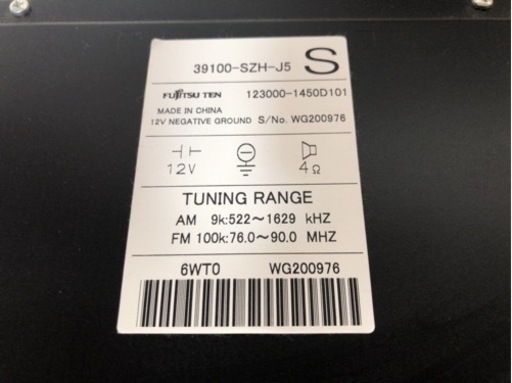 39100-SZH-J5 S
FUJITSU TEN 123000-1450D101
MADE IN CHINA
12V NEGATIVE GROUND S/No. WG200976
12V 4Ω
TUNING RANGE
AM 9k:522～1629 kHZ
FM 100k:76.0～90.0 MHZ
6WT0 WG200976